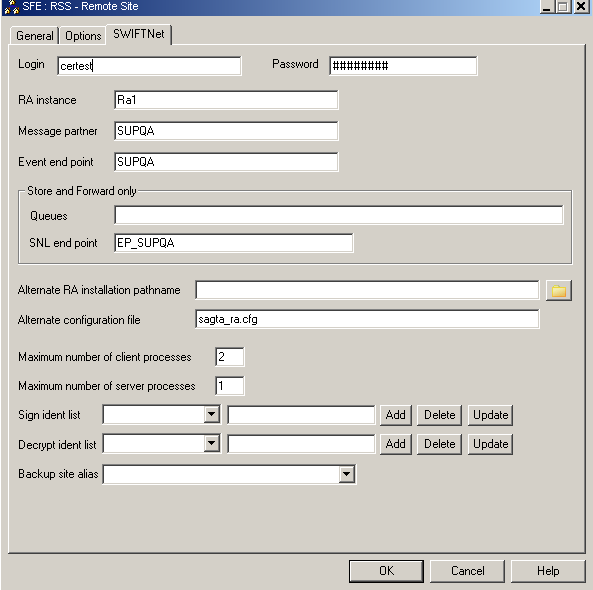 SFE : RSS - Remote Site
General Options SWIFTNet
Login certest Password ########
RA instance Ra1
Message partner SUPQA
Event end point SUPQA
Store and Forward only
Queues
SNL end point EP_SUPQA
Alternate RA installation pathname
Alternate configuration file sagta_ra.cfg
Maximum number of client processes 2
Maximum number of server processes 1
Sign ident list Add Delete Update
Decrypt ident list Add Delete Update
Backup site alias
OK Cancel Help